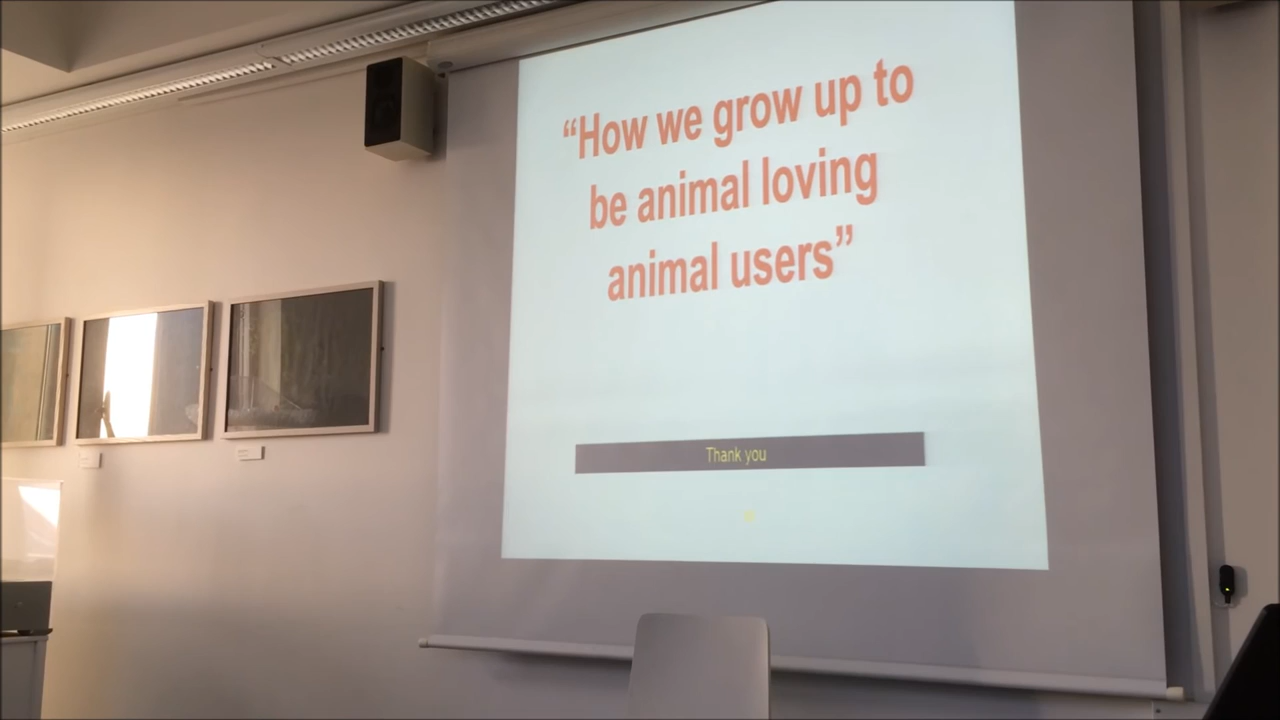 “How we grow up to
be animal loving
animal users”
Thank you